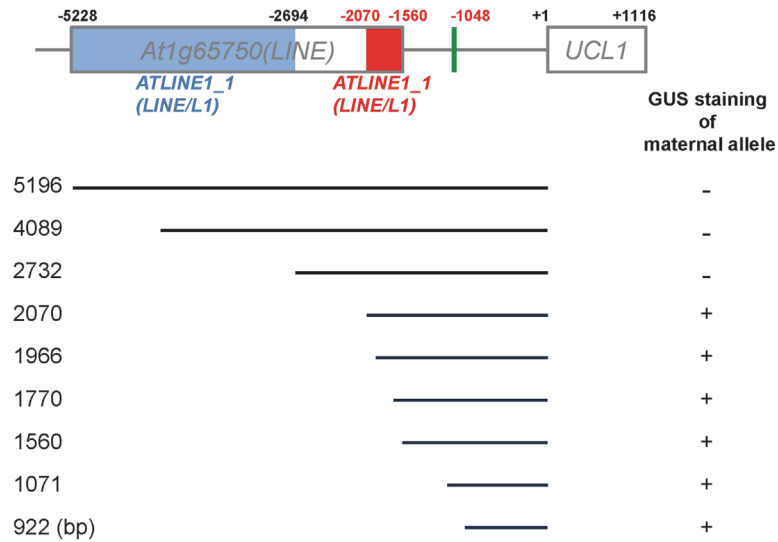 -5228 -2694 -2070 -1560 -1048 +1 +1116
At1g65750(LINE) UCL1
ATLINE1_1 ATLINE1_1
(LINE/L1) (LINE/L1)
GUS staining
of
maternal allele
5196 -
4089 -
2732 -
2070 +
1966 +
1770 +
1560 +
1071 +
922 (bp) +